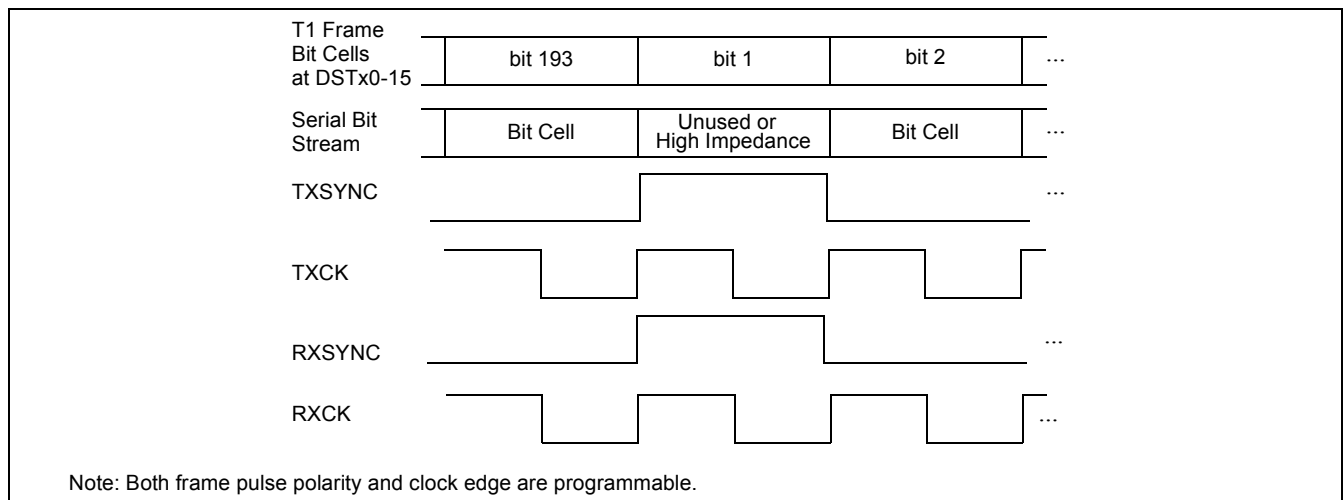 T1 Frame
Bit Cells
at DSTx0-15
bit 193
bit 1
bit 2
...
Serial Bit
Stream
Bit Cell
Unused or
High Impedance
Bit Cell
...
TXSYNC
...
TXCK
RXSYNC
...
RXCK
...
Note: Both frame pulse polarity and clock edge are programmable.